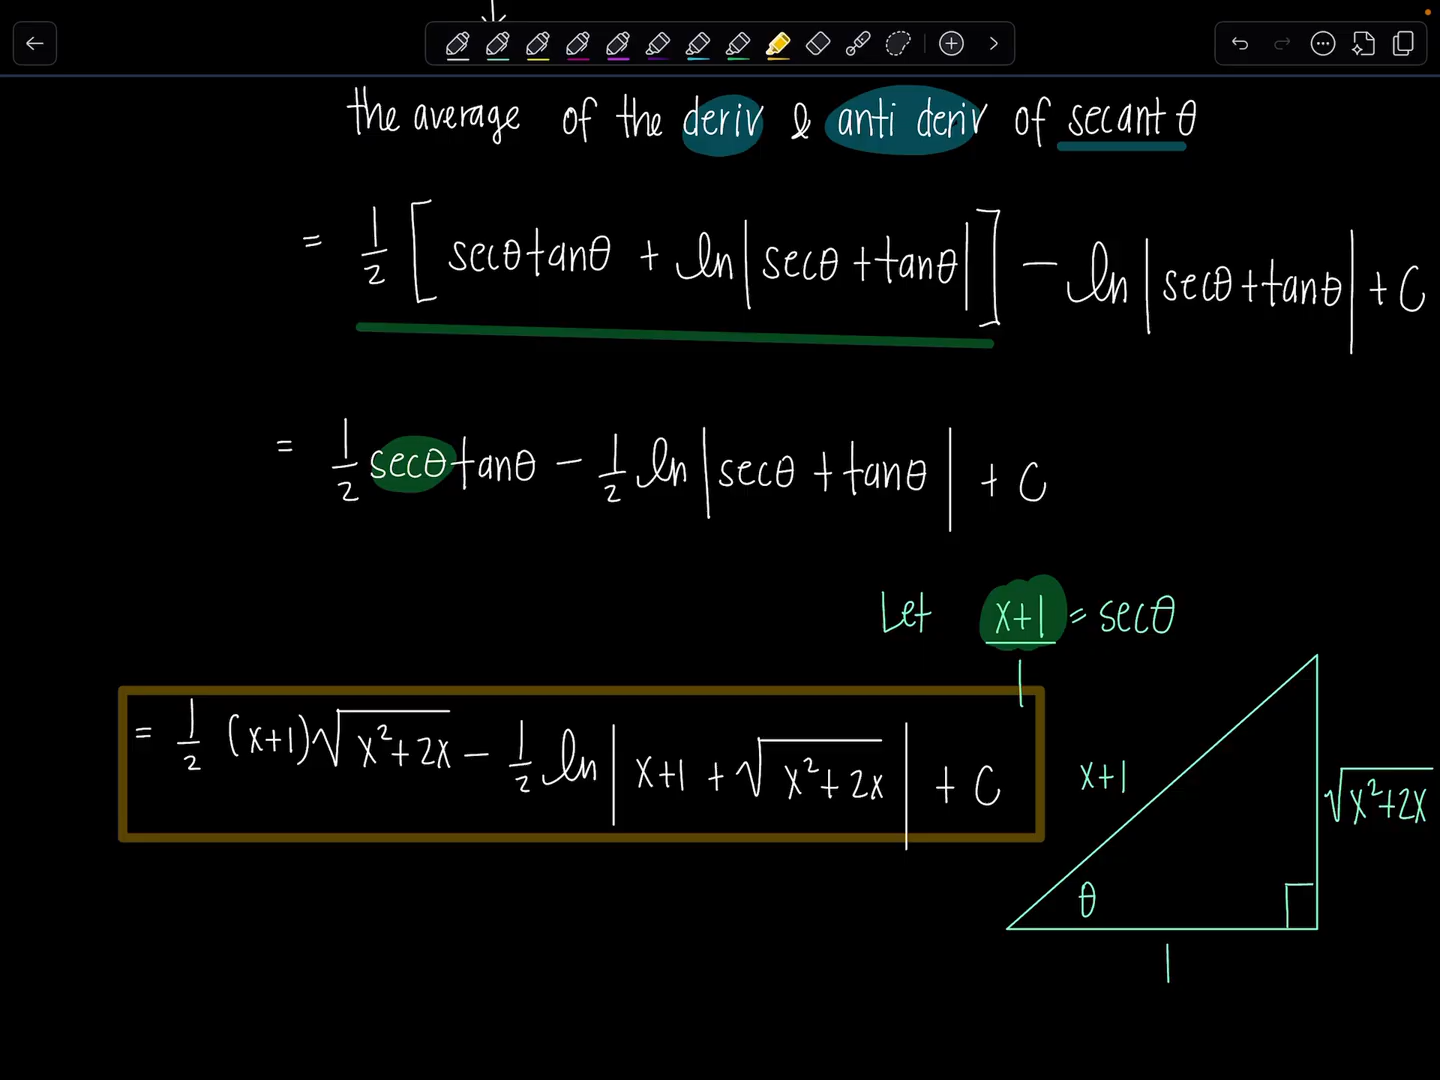 the average of the deriv & anti deriv of secant θ
= 1/2 [ secθtanθ + ln|secθ+tanθ| ] − ln|secθ+tanθ| + C
= 1/2 secθtanθ − 1/2 ln|secθ + tanθ| + C
Let x+1/1 = secθ
= 1/2 (x+1)√(x²+2x) − 1/2 ln|x+1 + √(x²+2x)| + C
x+1
√(x²+2x)
θ
1